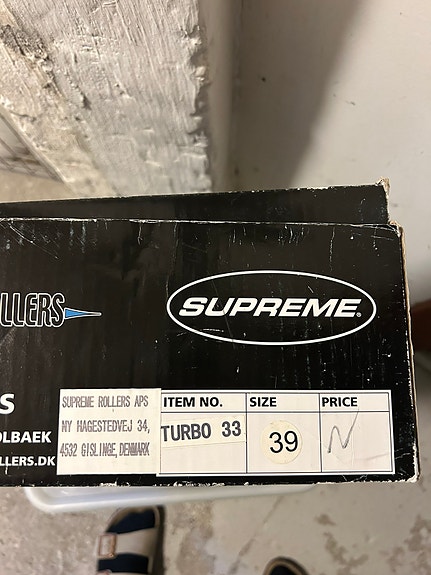 LLERS
SUPREME®
S
OLBAEK
LLERS.DK
SUPREME ROLLERS APS
NY HAGESTEDVEJ 34,
4532 GISLINGE, DENMARK
ITEM NO. SIZE PRICE
TURBO 33 39 N